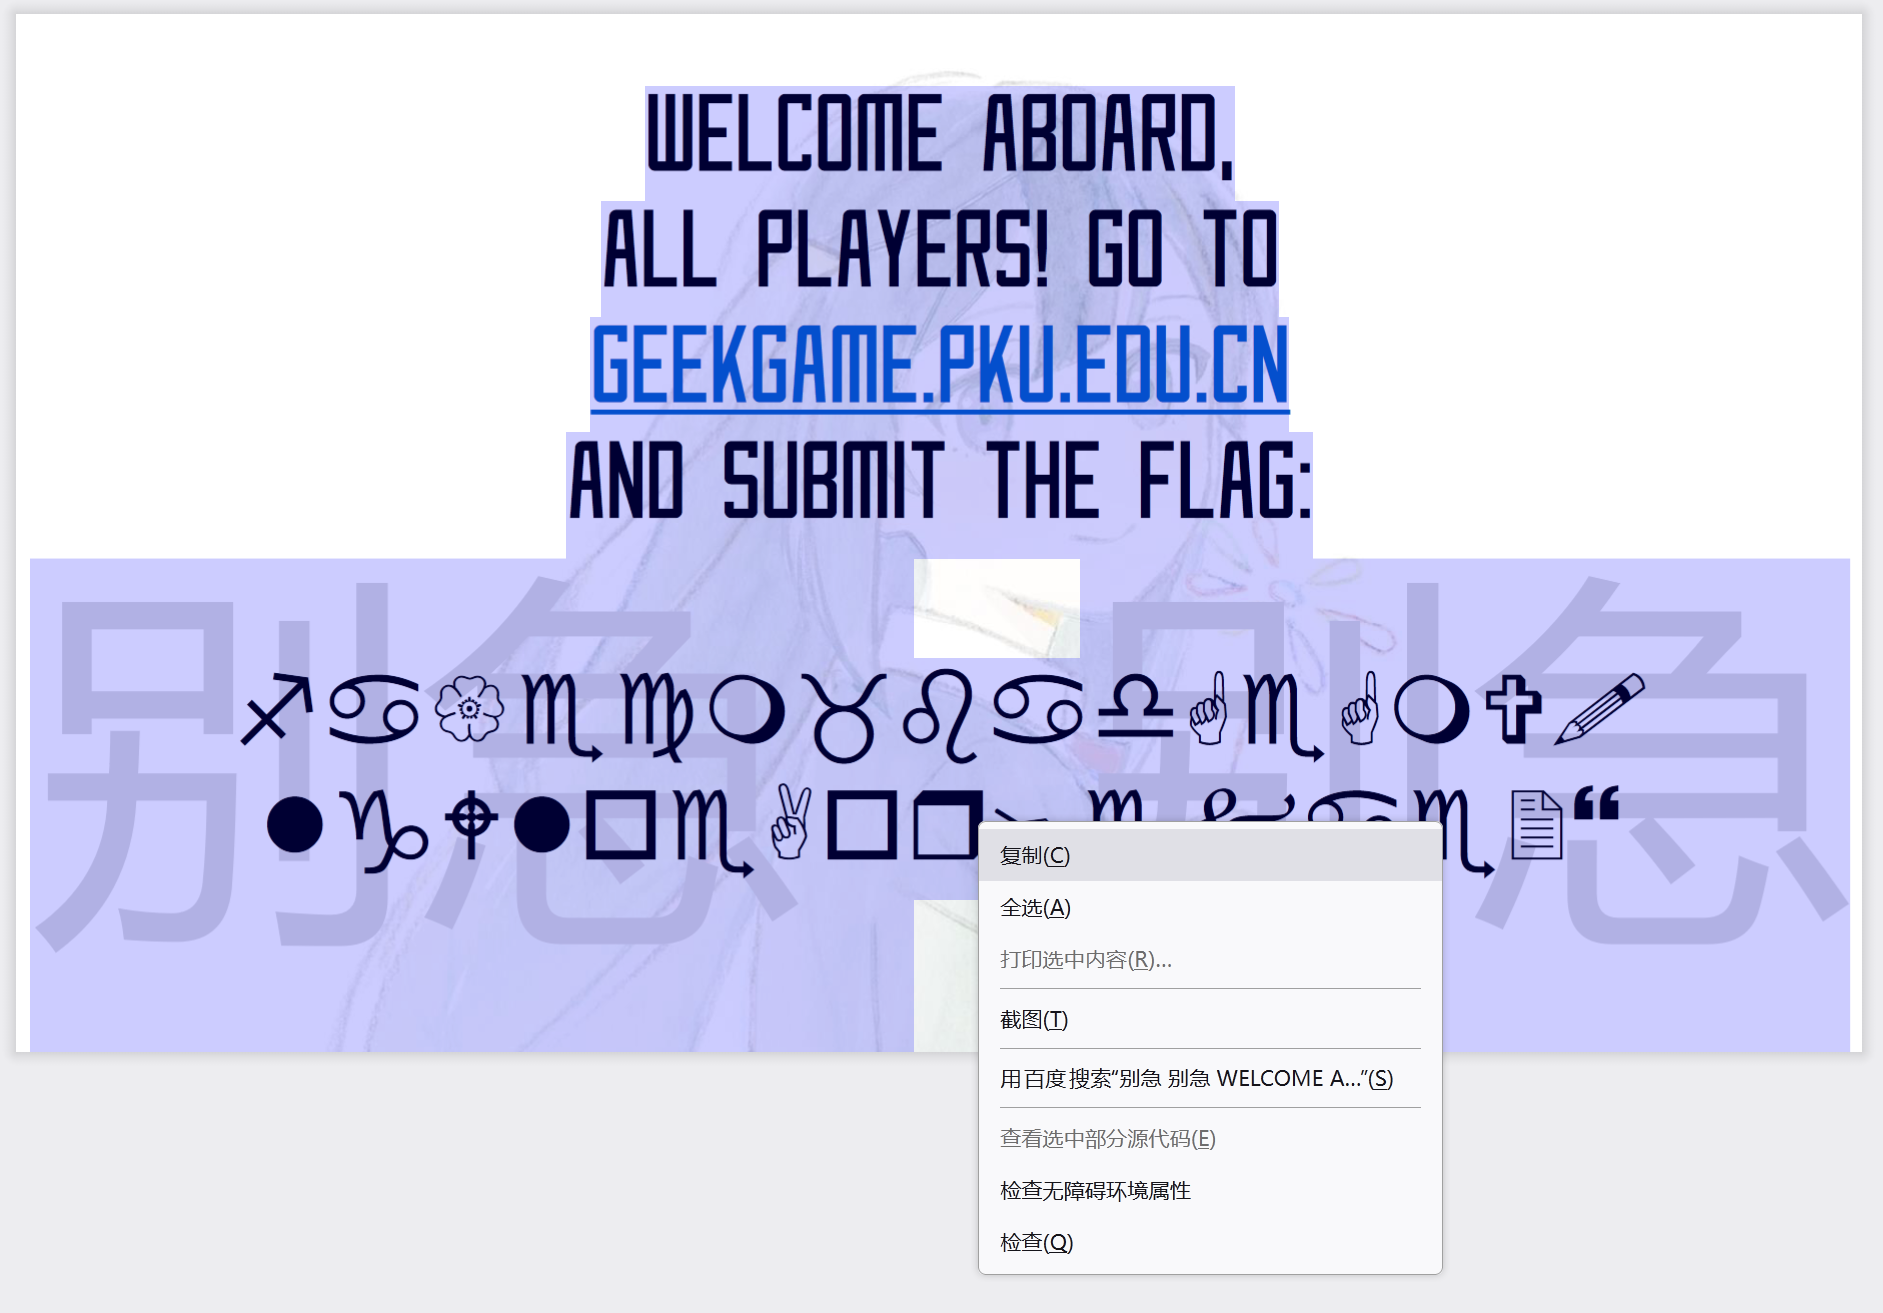 别急 别急
WELCOME ABOARD,
ALL PLAYERS! GO TO
GEEKGAME.PKU.EDU.CN
AND SUBMIT THE FLAG:
♐♋❀♏♍❍♉♌♋♎☝♏☝❍✞✏
●♑🕈●□♏✌□❒ ♏🗏❝
复制(C)
全选(A)
打印选中内容(R)...
截图(T)
用百度搜索“别急 别急 WELCOME A...”(S)
查看选中部分源代码(E)
检查无障碍环境属性
检查(Q)